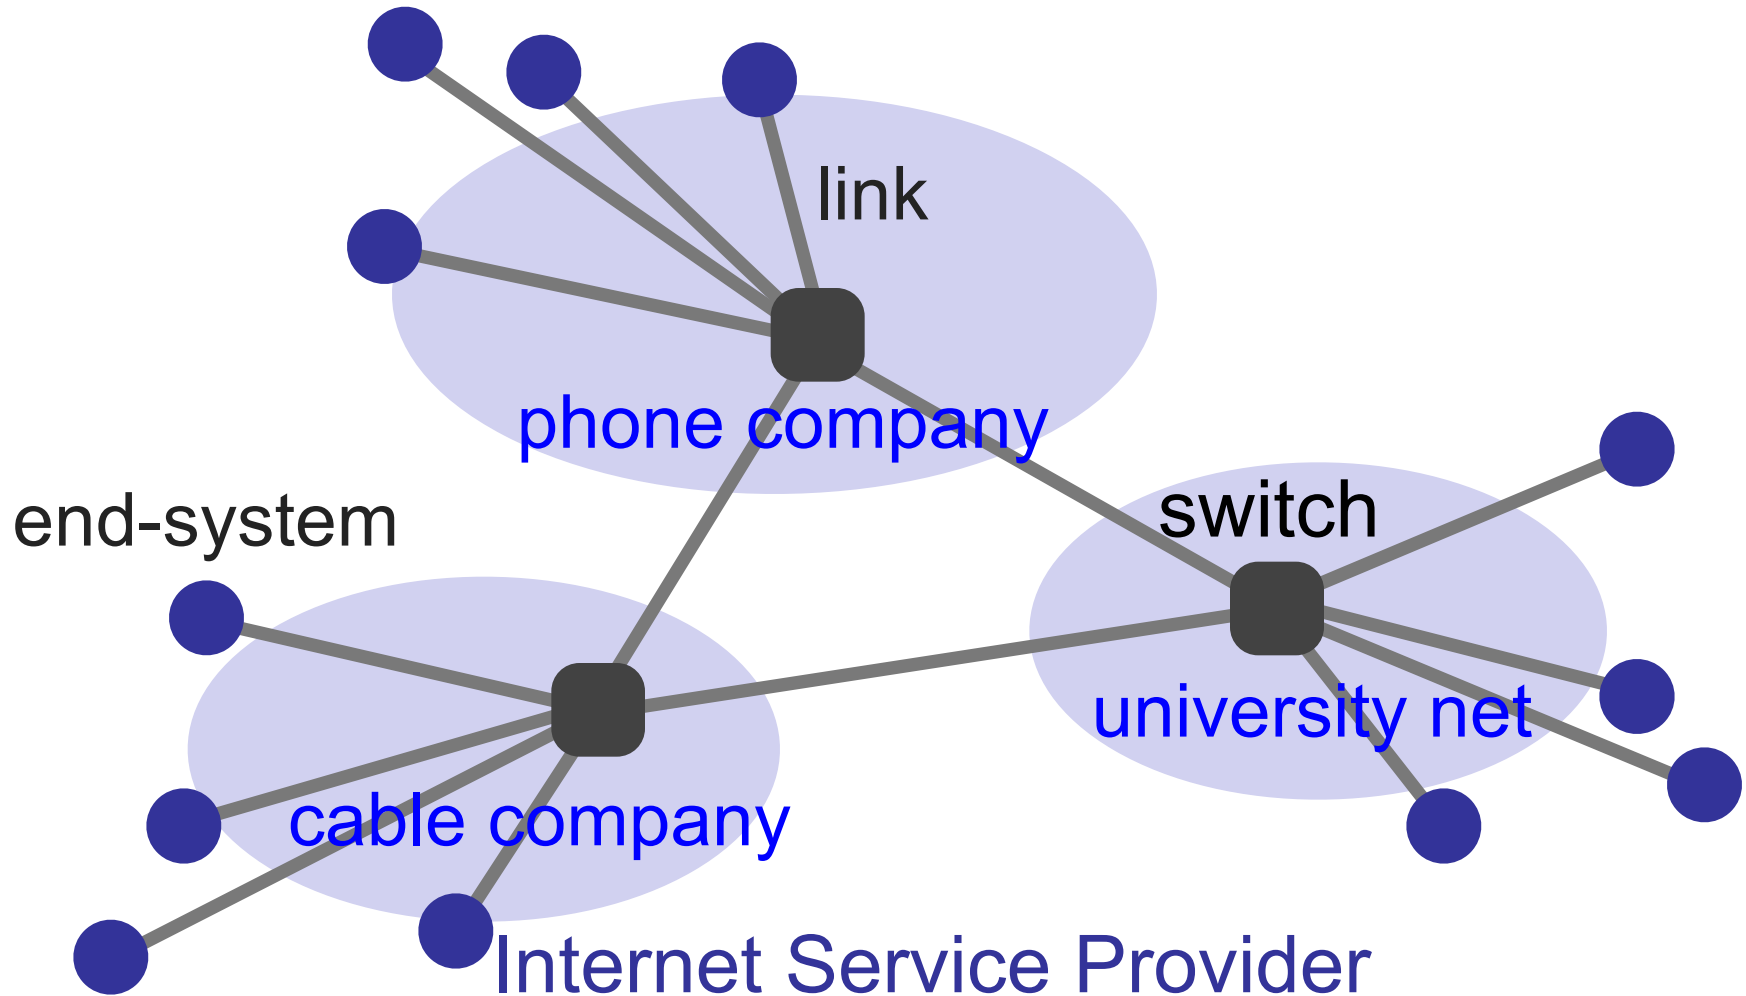 link
phone company
switch
end-system
university net
cable company
Internet Service Provider